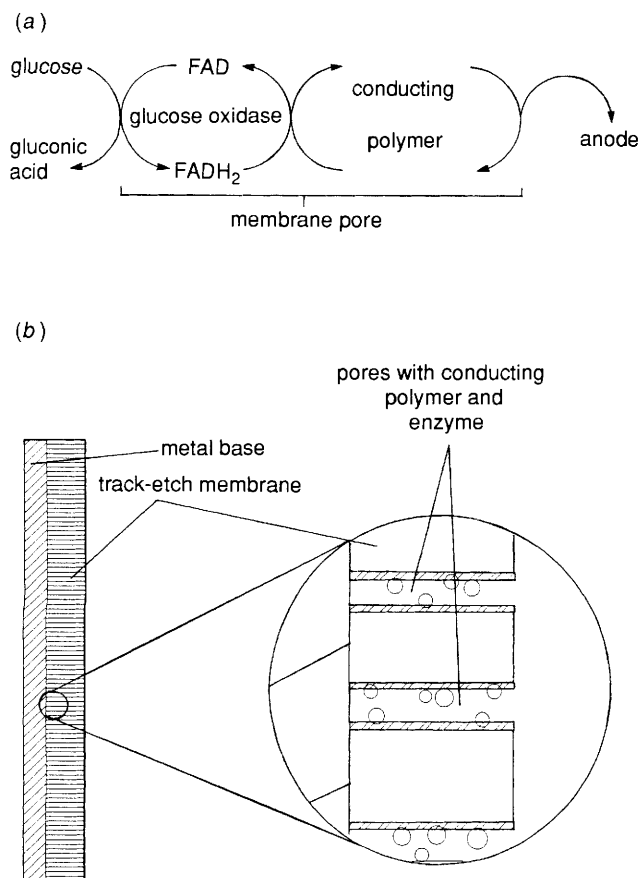 (a)
glucose
FAD
conducting
glucose oxidase
gluconic
acid
FADH₂
polymer
anode
membrane pore
(b)
pores with conducting
polymer and
enzyme
metal base
track-etch membrane